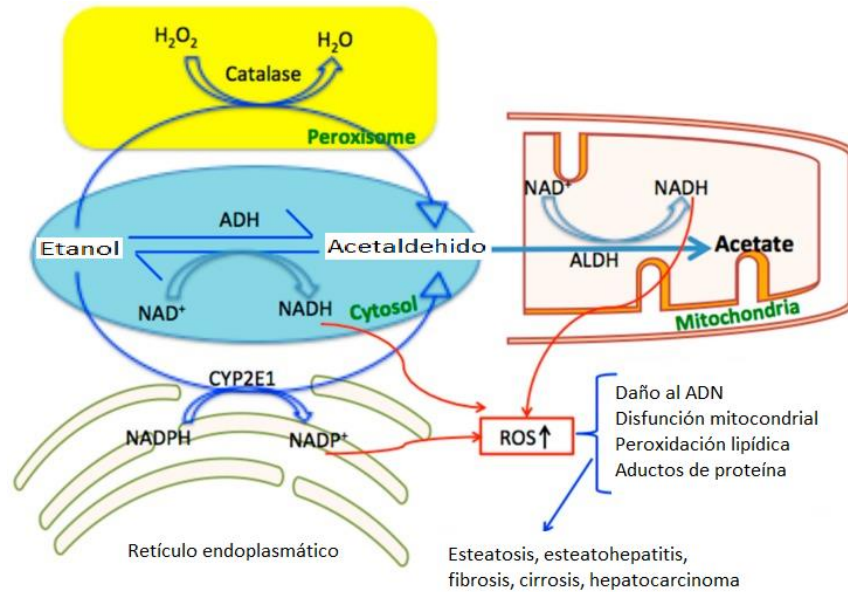 H₂O₂
H₂O
Catalase
Peroxisome
ADH
Etanol
Acetaldehido
NAD⁺
NADH
Cytosol
NAD⁺
NADH
ALDH
Acetate
Mitochondria
CYP2E1
NADPH
NADP⁺
ROS↑
Daño al ADN
Disfunción mitocondrial
Peroxidación lipídica
Aductos de proteína
Retículo endoplasmático
Esteatosis, esteatohepatitis,
fibrosis, cirrosis, hepatocarcinoma